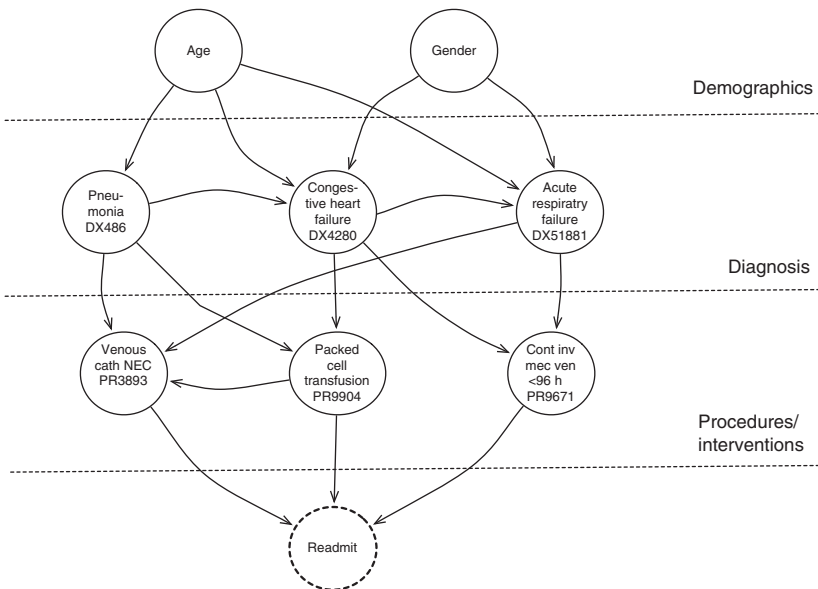 Age
Gender
Demographics
Pneu-
monia
DX486
Conges-
tive heart
failure
DX4280
Acute
respiratry
failure
DX51881
Diagnosis
Venous
cath NEC
PR3893
Packed
cell
transfusion
PR9904
Cont inv
mec ven
<96 h
PR9671
Procedures/
interventions
Readmit